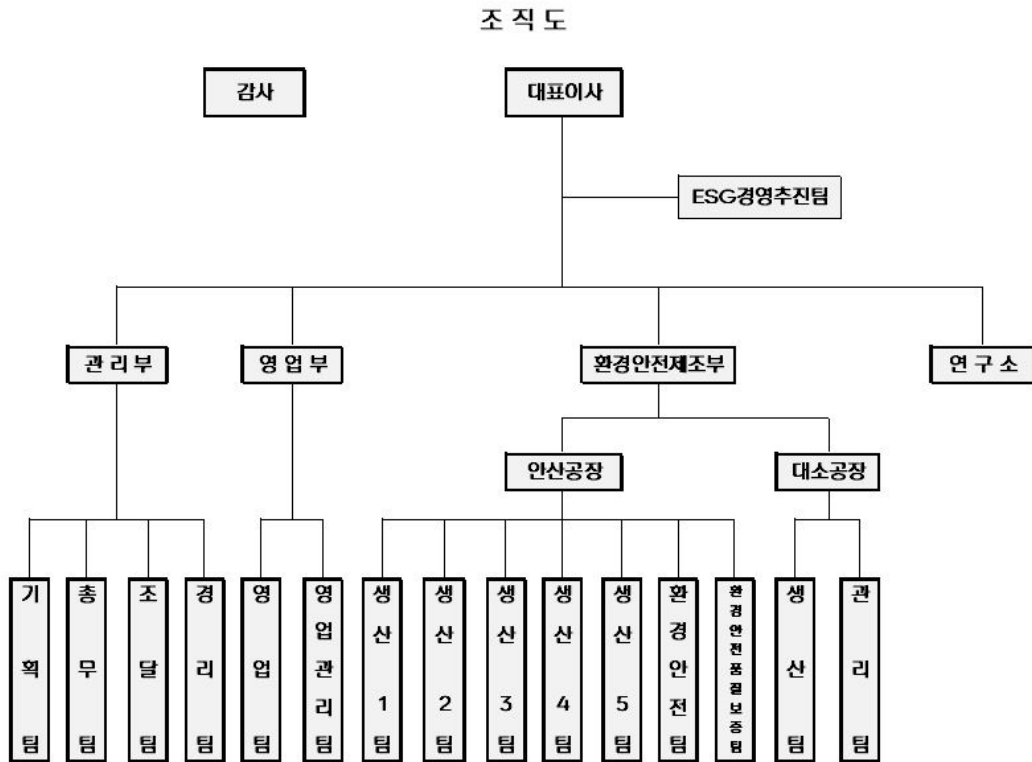 조 직 도
감사
대표이사
ESG경영추진팀
관 리 부
영 업 부
환경안전제조부
연 구 소
안산공장
대소공장
기획팀
총무팀
조달팀
경리팀
영업팀
영업관리팀
생산1팀
생산2팀
생산3팀
생산4팀
생산5팀
환경안전팀
환경안전품질보증팀
생산팀
관리팀